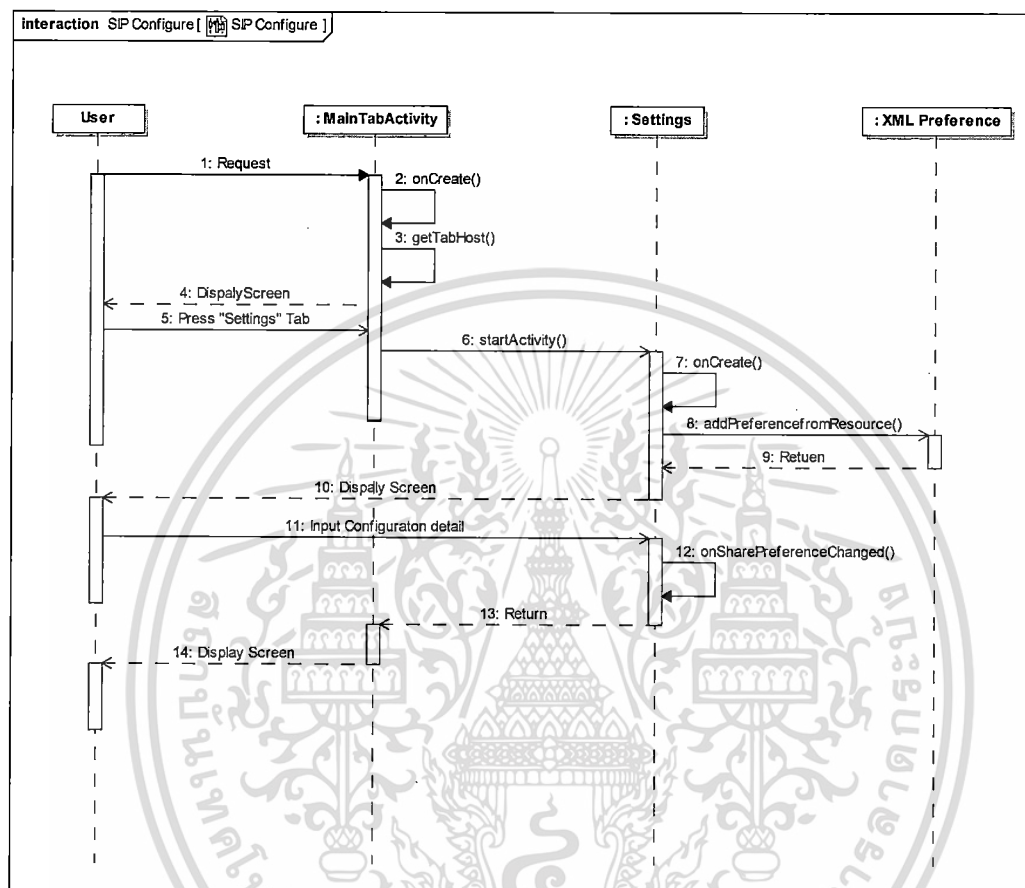 interaction SIP Configure [ SIP Configure ]
User
: MainTabActivity
: Settings
: XML Preference
1: Request
2: onCreate()
3: getTabHost()
4: DispalyScreen
5: Press "Settings" Tab
6: startActivity()
7: onCreate()
8: addPreferencefromResource()
9: Retuen
10: Dispally Screen
11: Input Configuraton detail
12: onSharePreferenceChanged()
13: Return
14: Display Screen